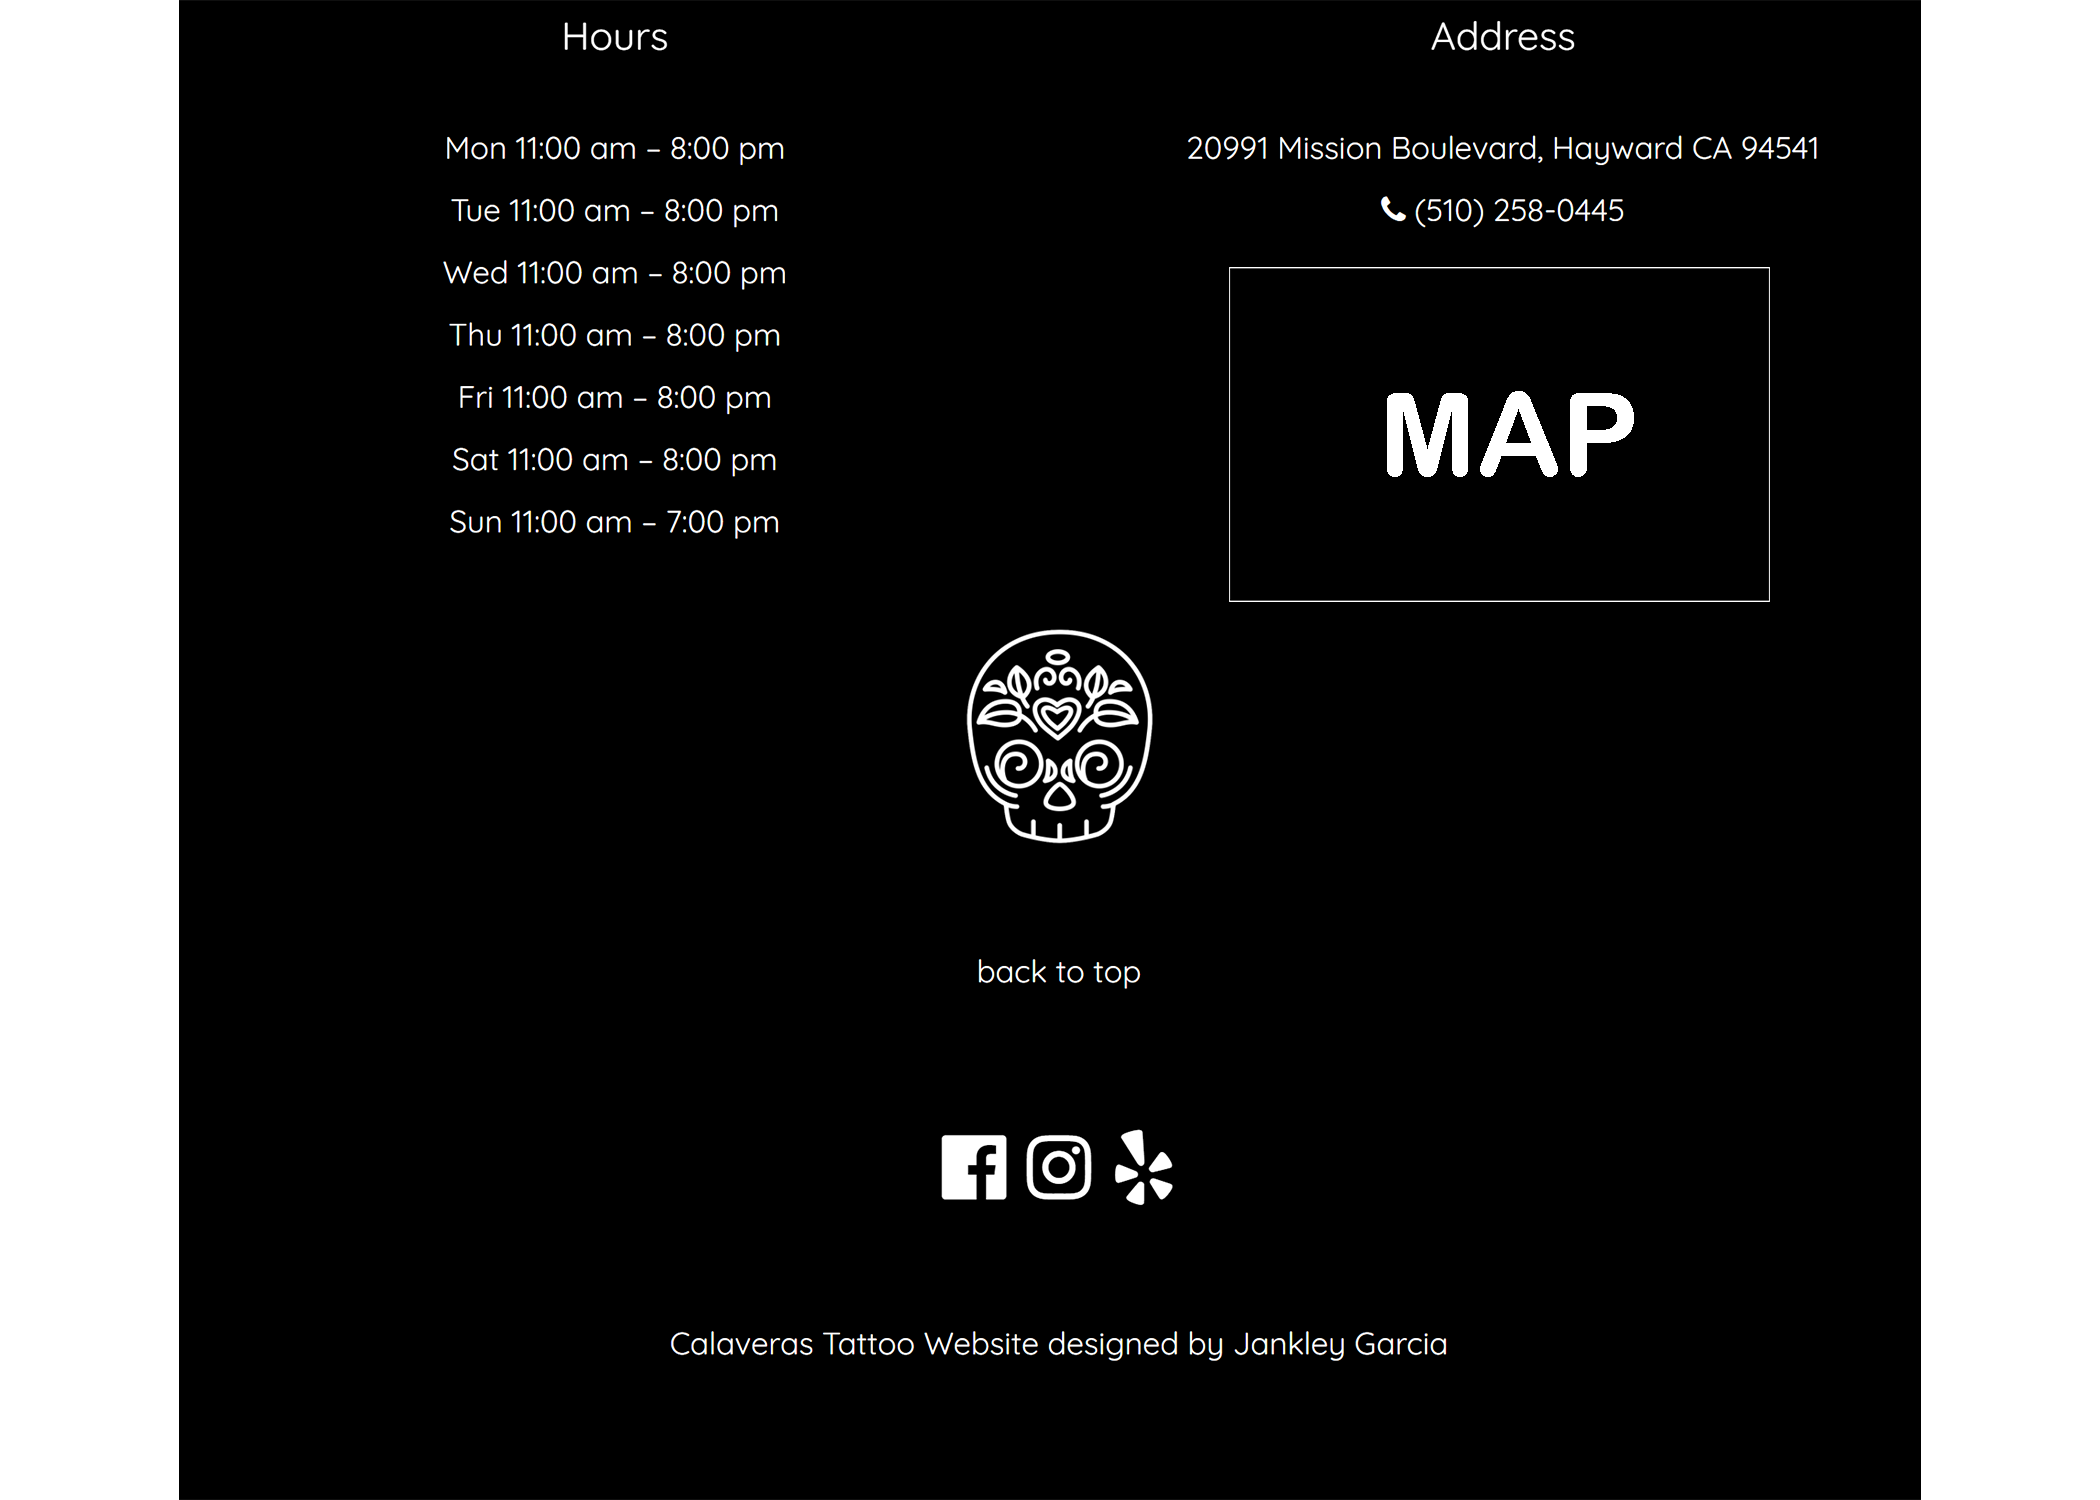 Hours
Mon 11:00 am – 8:00 pm
Tue 11:00 am – 8:00 pm
Wed 11:00 am – 8:00 pm
Thu 11:00 am – 8:00 pm
Fri 11:00 am – 8:00 pm
Sat 11:00 am – 8:00 pm
Sun 11:00 am – 7:00 pm
Address
20991 Mission Boulevard, Hayward CA 94541
(510) 258-0445
MAP
back to top
Calaveras Tattoo Website designed by Jankley Garcia